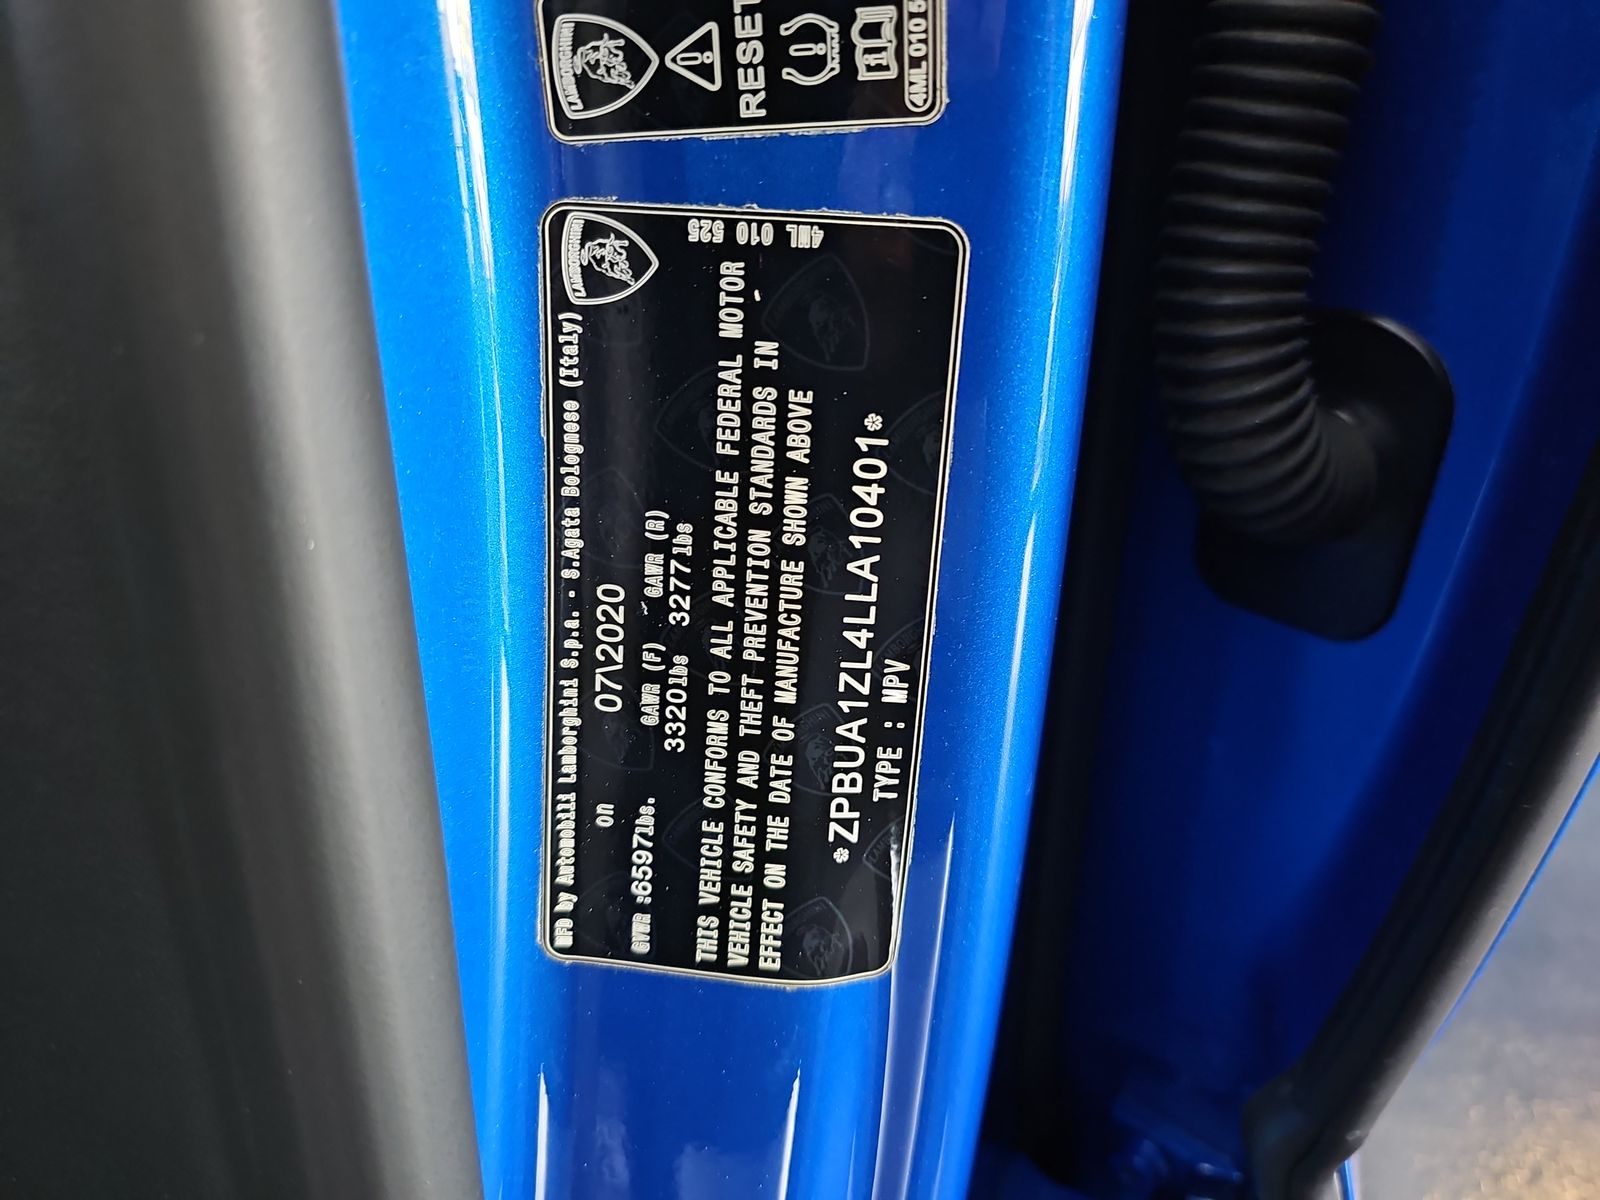 LAMBORGHINI
RESET
4ML 010 5
LAMBORGHINI
4ML 010 525
MFD by Automobili Lamborghini S.p.a. - S.Agata Bolognese (Italy)
on 07\2020
GAWR (F) GAWR (R)
GVWR :6597lbs. 3320lbs 3277lbs
THIS VEHICLE CONFORMS TO ALL APPLICABLE FEDERAL MOTOR
VEHICLE SAFETY AND THEFT PREVENTION STANDARDS IN
EFFECT ON THE DATE OF MANUFACTURE SHOWN ABOVE
*ZPBUA1ZL4LLA10401*
TYPE : MPV